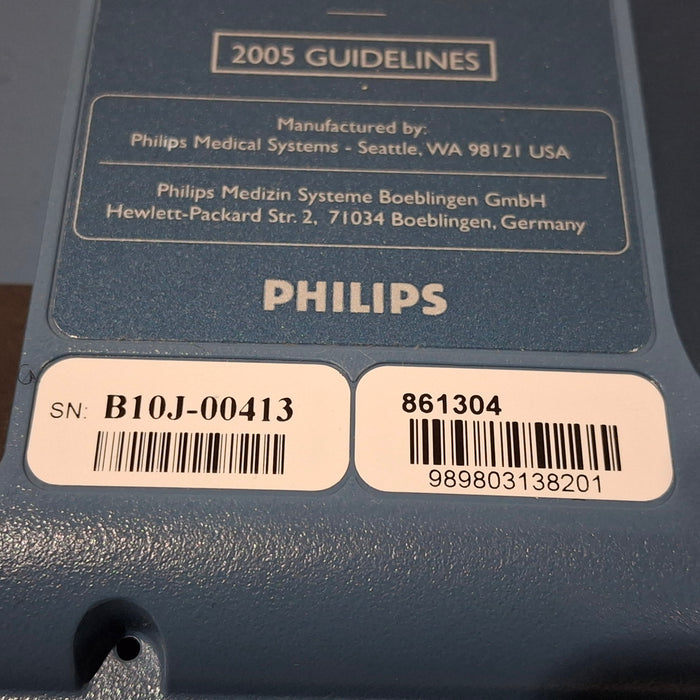 2005 GUIDELINES
Manufactured by:
Philips Medical Systems - Seattle, WA 98121 USA
Philips Medizin Systeme Boeblingen GmbH
Hewlett-Packard Str. 2, 71034 Boeblingen, Germany
PHILIPS
SN: B10J-00413
861304
989803138201